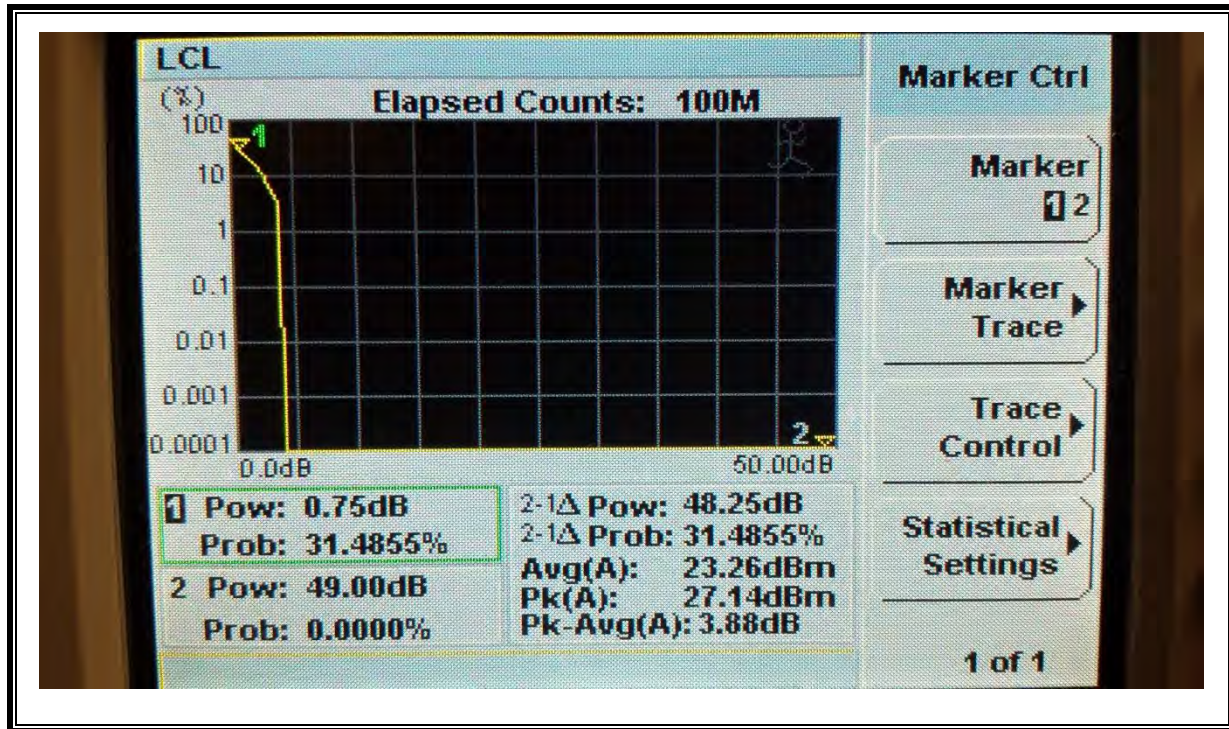 LCL
(%)
Elapsed Counts: 100M
100
1
10
1
0.1
0.01
0.001
0.0001
2
0.0dB
50.00dB
1 Pow: 0.75dB
Prob: 31.4855%
2 Pow: 49.00dB
Prob: 0.0000%
2-1Δ Pow: 48.25dB
2-1Δ Prob: 31.4855%
Avg(A): 23.26dBm
Pk(A): 27.14dBm
Pk-Avg(A): 3.88dB
Marker Ctrl
Marker
1 2
Marker
Trace
Trace
Control
Statistical
Settings
1 of 1